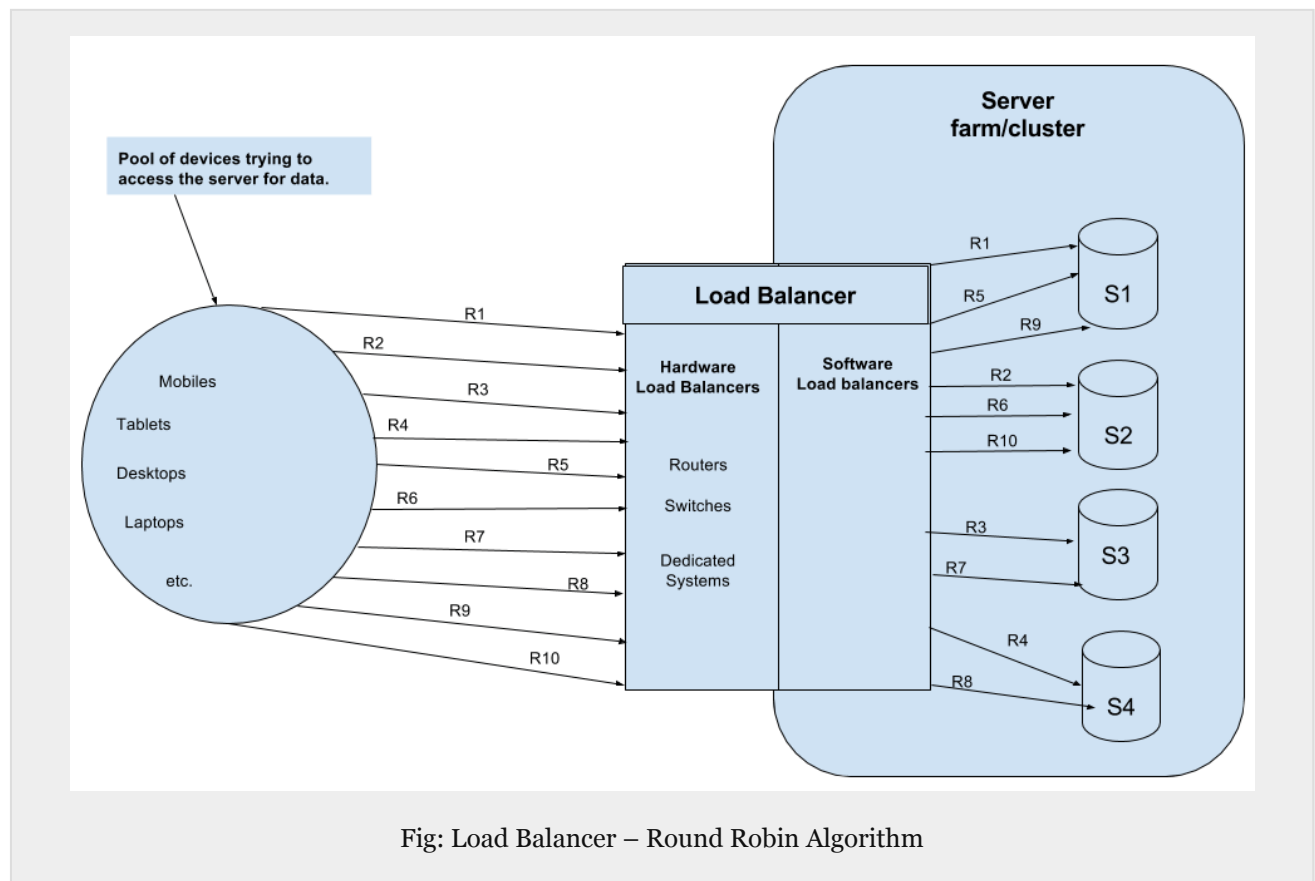 Server
farm/cluster
Pool of devices trying to
access the server for data.
Mobiles
Tablets
Desktops
Laptops
etc.
R1
R2
R3
R4
R5
R6
R7
R8
R9
R10
Load Balancer
Hardware
Load Balancers
Routers
Switches
Dedicated
Systems
Software
Load balancers
R1
R5
R9
S1
R2
R6
R10
S2
R3
R7
S3
R4
R8
S4
Fig: Load Balancer – Round Robin Algorithm